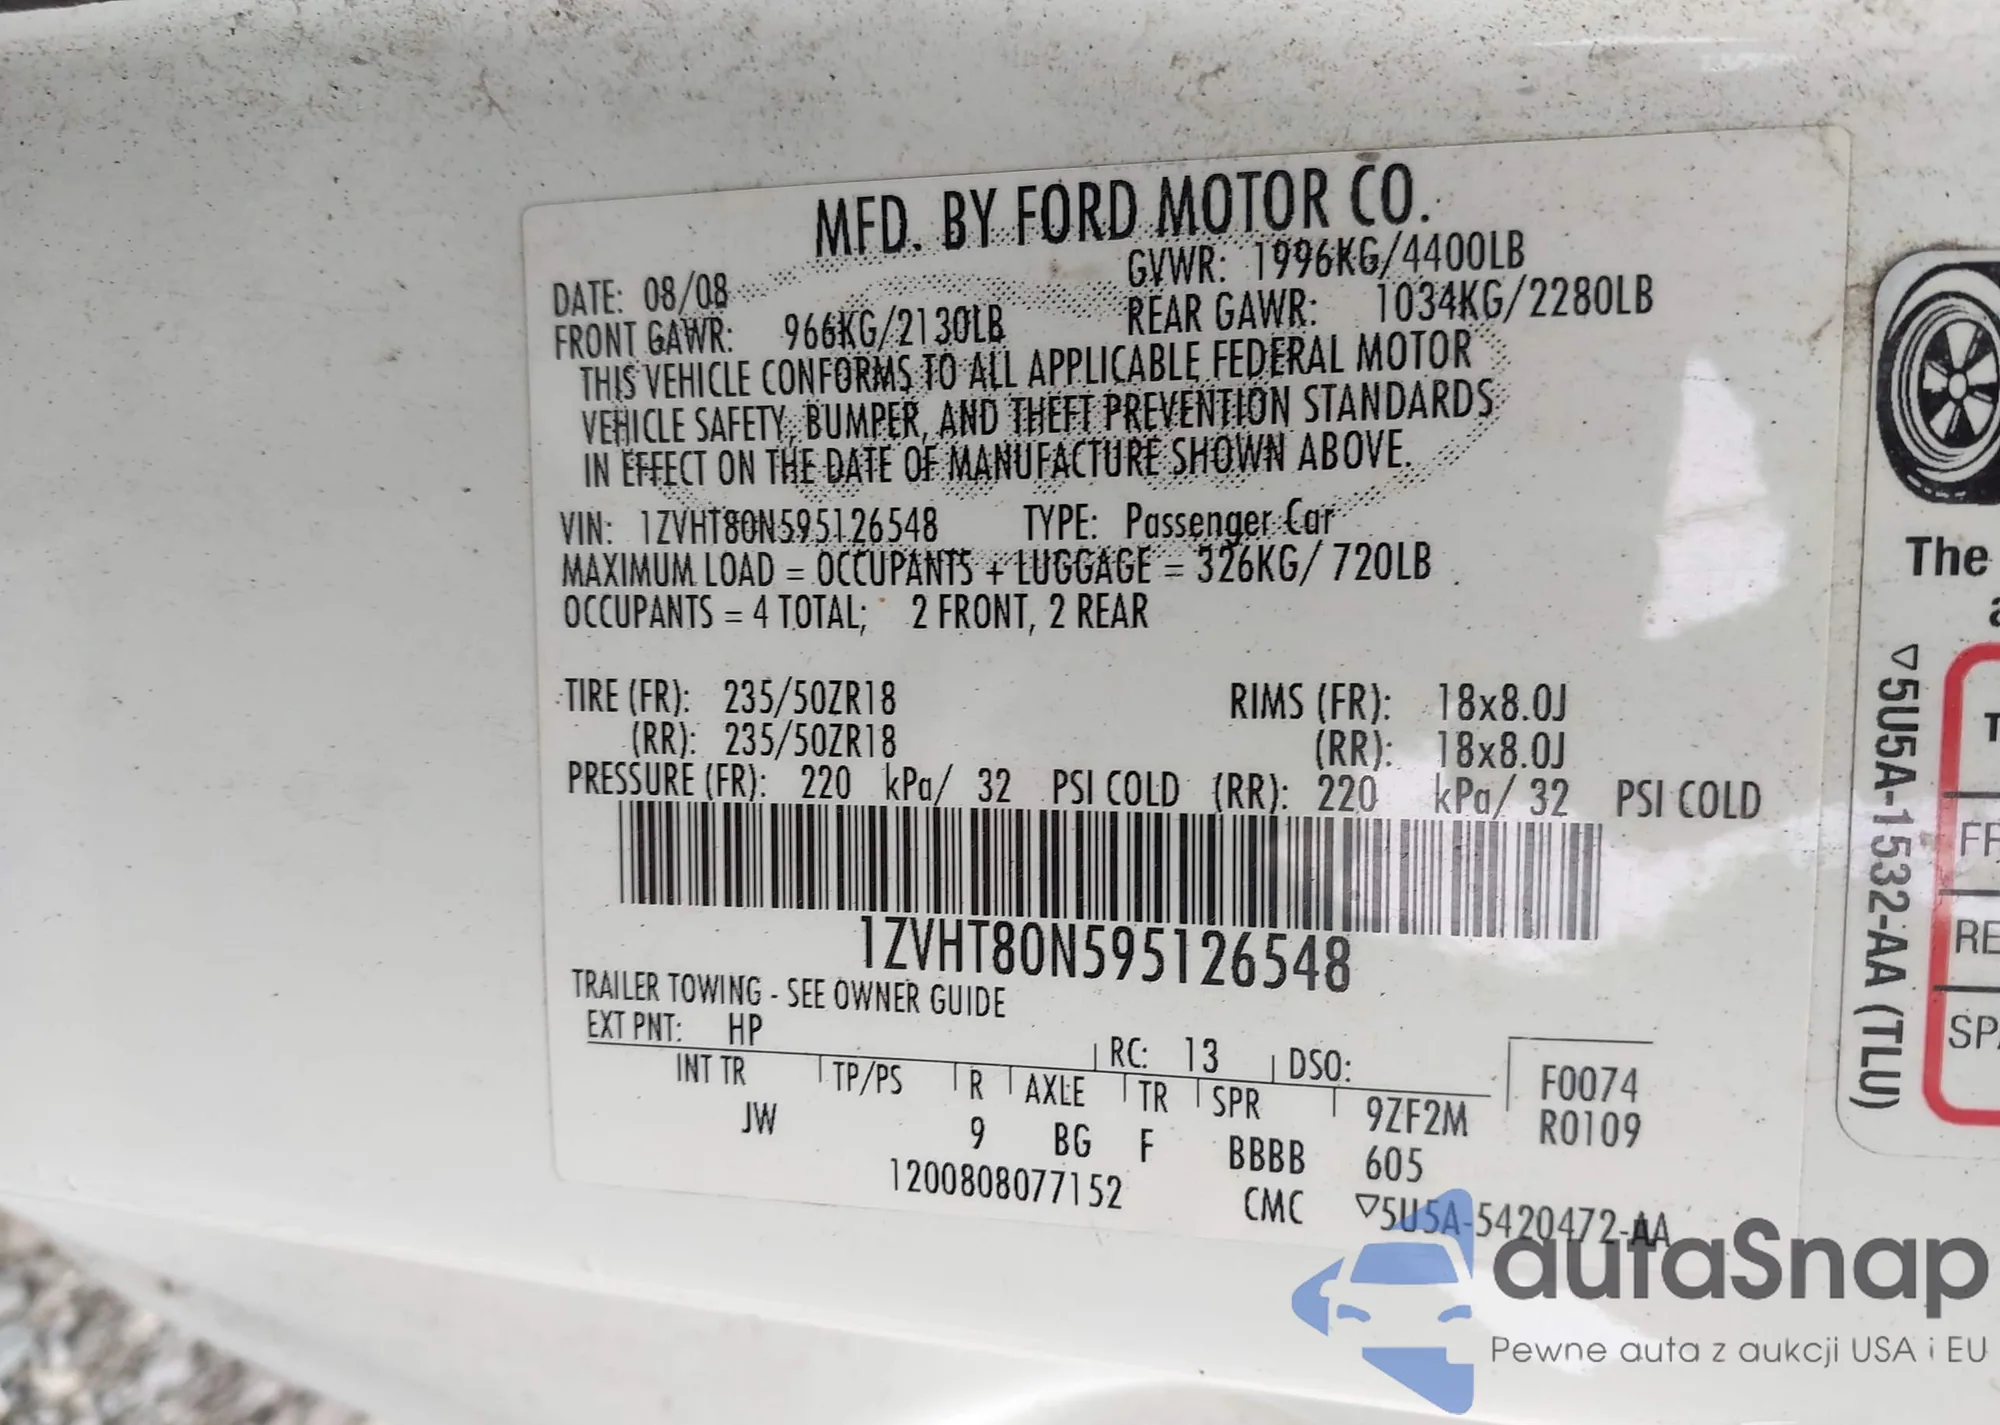 MFD. BY FORD MOTOR CO.
DATE: 08/08 GVWR: 1996KG/4400LB
FRONT GAWR: 966KG/2130LB REAR GAWR: 1034KG/2280LB
THIS VEHICLE CONFORMS TO ALL APPLICABLE FEDERAL MOTOR
VEHICLE SAFETY, BUMPER, AND THEFT PREVENTION STANDARDS
IN EFFECT ON THE DATE OF MANUFACTURE SHOWN ABOVE.
VIN: 1ZVHT80N595126548 TYPE: Passenger Car
MAXIMUM LOAD = OCCUPANTS + LUGGAGE = 326KG/ 720LB
OCCUPANTS = 4 TOTAL; 2 FRONT, 2 REAR
TIRE (FR): 235/50ZR18 RIMS (FR): 18x8.0J
(RR): 235/50ZR18 (RR): 18x8.0J
PRESSURE (FR): 220 kPa/ 32 PSI COLD (RR): 220 kPa/ 32 PSI COLD
1ZVHT80N595126548
TRAILER TOWING - SEE OWNER GUIDE
EXT PNT: HP RC: 13 DSO: F0074
INT TR TP/PS R AXLE TR SPR 9ZF2M R0109
JW 9 BG F BBBB 605
1200808077152 CMC ▽5U5A-5420472-AA
The
▽5U5A-1532-AA (TLU)
autaSnap
Pewne auta z aukcji USA i EU